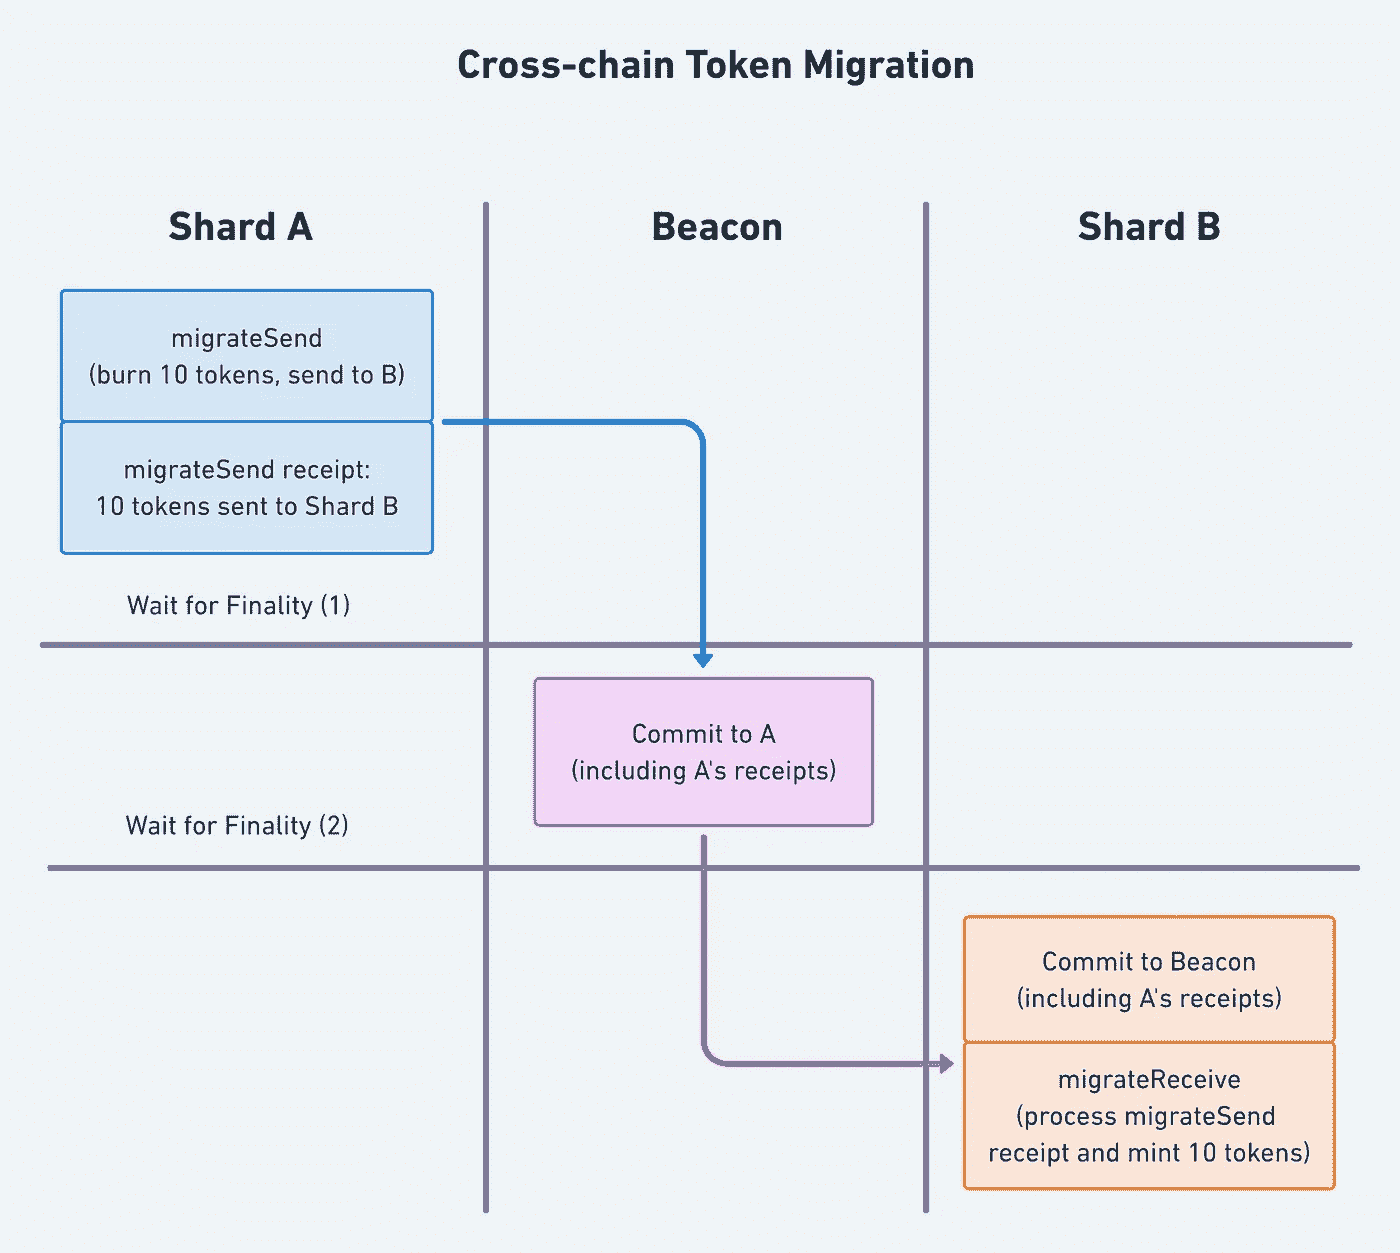 Cross-chain Token Migration
Shard A
Beacon
Shard B
migrateSend
(burn 10 tokens, send to B)
migrateSend receipt:
10 tokens sent to Shard B
Wait for Finality (1)
Commit to A
(including A's receipts)
Wait for Finality (2)
Commit to Beacon
(including A's receipts)
migrateReceive
(process migrateSend
receipt and mint 10 tokens)